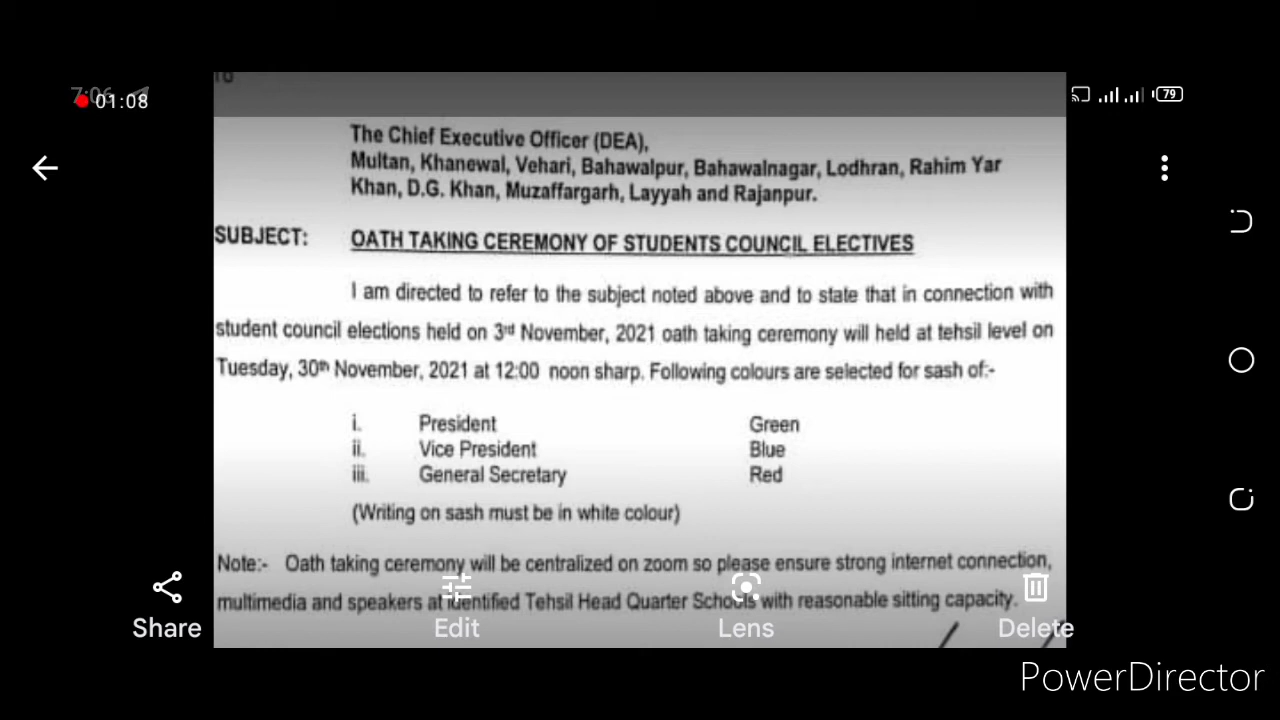 16
7:06
01:08
79
The Chief Executive Officer (DEA),
Multan, Khanewal, Vehari, Bahawalpur, Bahawalnagar, Lodhran, Rahim Yar
Khan, D.G. Khan, Muzaffargarh, Layyah and Rajanpur.
SUBJECT: OATH TAKING CEREMONY OF STUDENTS COUNCIL ELECTIVES
I am directed to refer to the subject noted above and to state that in connection with
student council elections held on 3rd November, 2021 oath taking ceremony will held at tehsil level on
Tuesday, 30th November, 2021 at 12:00 noon sharp. Following colours are selected for sash of:-
i. President Green
ii. Vice President Blue
iii. General Secretary Red
(Writing on sash must be in white colour)
Note:- Oath taking ceremony will be centralized on zoom so please ensure strong internet connection,
multimedia and speakers at identified Tehsil Head Quarter Schools with reasonable sitting capacity.
Share Edit Lens Delete
PowerDirector